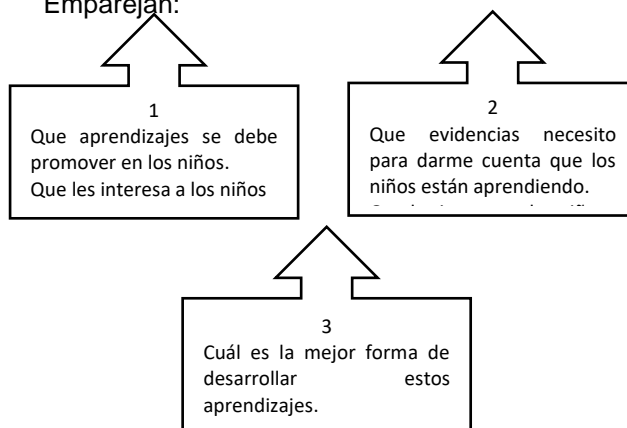 Emparejan:
1
Que aprendizajes se debe
promover en los niños.
Que les interesa a los niños
2
Que evidencias necesito
para darme cuenta que los
niños están aprendiendo.
3
Cuál es la mejor forma de
desarrollar estos
aprendizajes.